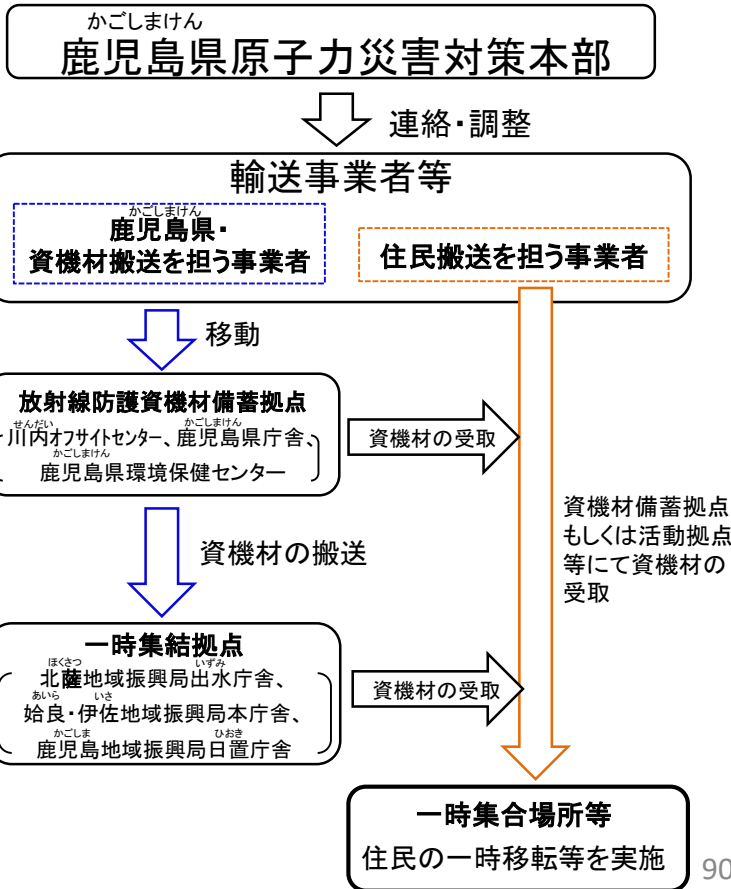 かごしまけん
鹿児島県原子力災害対策本部
連絡・調整
輸送事業者等
かごしまけん
鹿児島県・
資機材搬送を担う事業者
住民搬送を担う事業者
移動
放射線防護資機材備蓄拠点
せんだい かごしまけん
川内オフサイトセンター、鹿児島県庁舎、
かごしまけん
鹿児島県環境保健センター
資機材の受取
資機材備蓄拠点
もしくは活動拠点
等にて資機材の
受取
資機材の搬送
一時集結拠点
ほくさつ いずみ
北薩地域振興局出水庁舎、
あいら いさ
姶良・伊佐地域振興局本庁舎、
かごしま ひおき
鹿児島地域振興局日置庁舎
資機材の受取
一時集合場所等
住民の一時移転等を実施
90